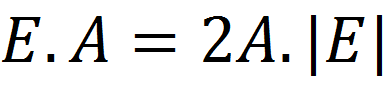 E. A = 2A. |E|